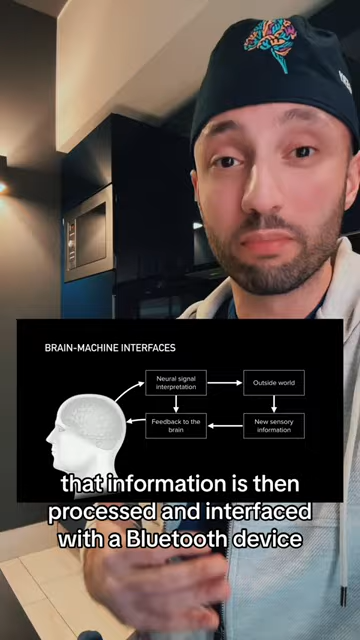 BRAIN-MACHINE INTERFACES
Neural signal
interpretation
Outside world
Feedback to the
brain
New sensory
information
that information is then
processed and interfaced
with a Bluetooth device